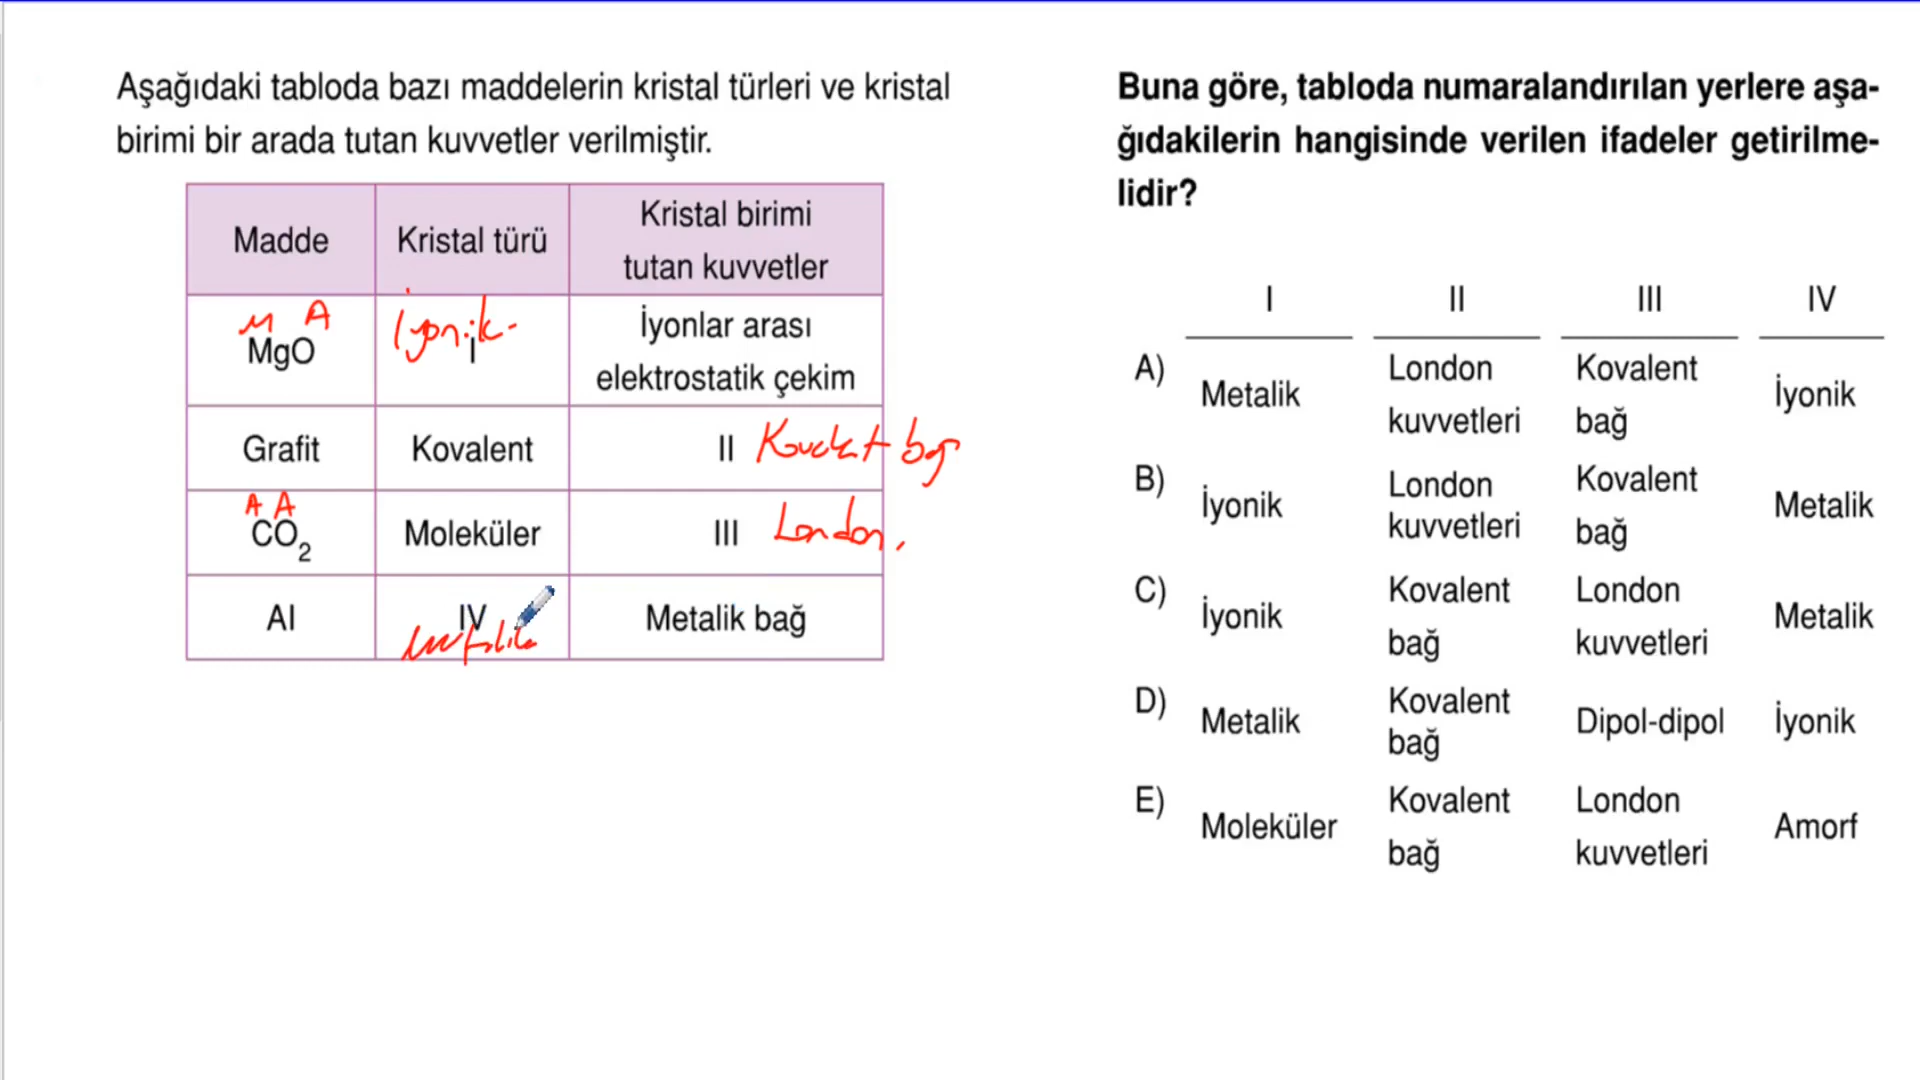 Aşağıdaki tabloda bazı maddelerin kristal türleri ve kristal
birimi bir arada tutan kuvvetler verilmiştir.
Madde
Kristal türü
Kristal birimi
tutan kuvvetler
M A
MgO
İyonik
I
İyonlar arası
elektrostatik çekim
Grafit
Kovalent
II
bağ
A A
CO2
Moleküler
III London
Al
IV
metalik
Metalik bağ
Buna göre, tabloda numaralandırılan yerlere aşa-
ğıdakilerin hangisinde verilen ifadeler getirilme-
lidir?
I II III IV
A) Metalik
London
kuvvetleri
Kovalent
bağ
İyonik
B) İyonik
London
kuvvetleri
Kovalent
bağ
Metalik
C) İyonik
Kovalent
bağ
London
kuvvetleri
Metalik
D) Metalik
Kovalent
bağ
Dipol-dipol
İyonik
E) Moleküler
Kovalent
bağ
London
kuvvetleri
Amorf